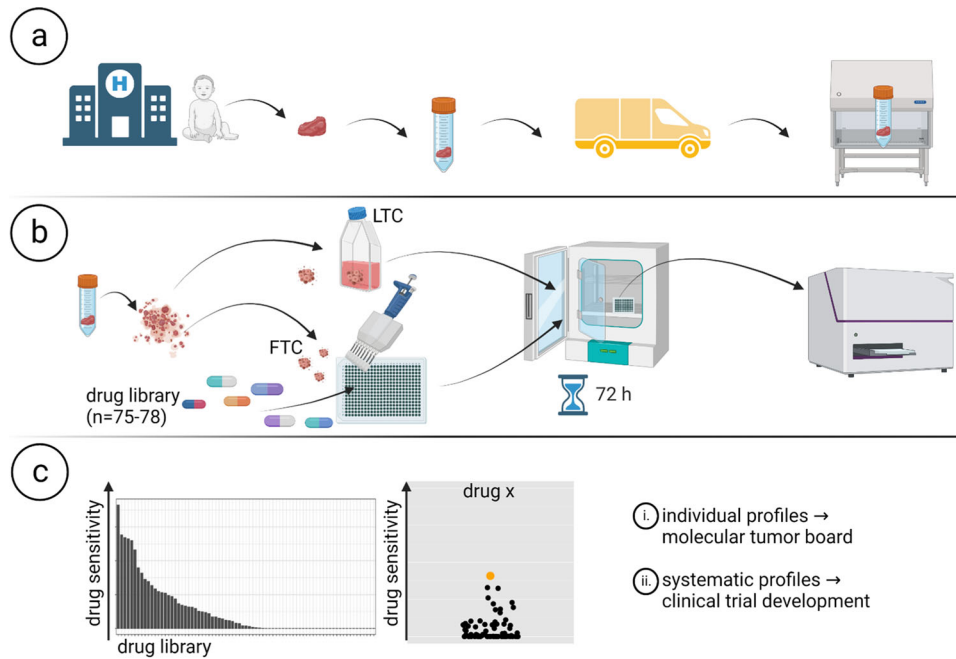 a
H
b
LTC
FTC
drug library
(n=75-78)
72 h
c
drug sensitivity
drug library
drug sensitivity
drug x
i. individual profiles →
molecular tumor board
ii. systematic profiles →
clinical trial development